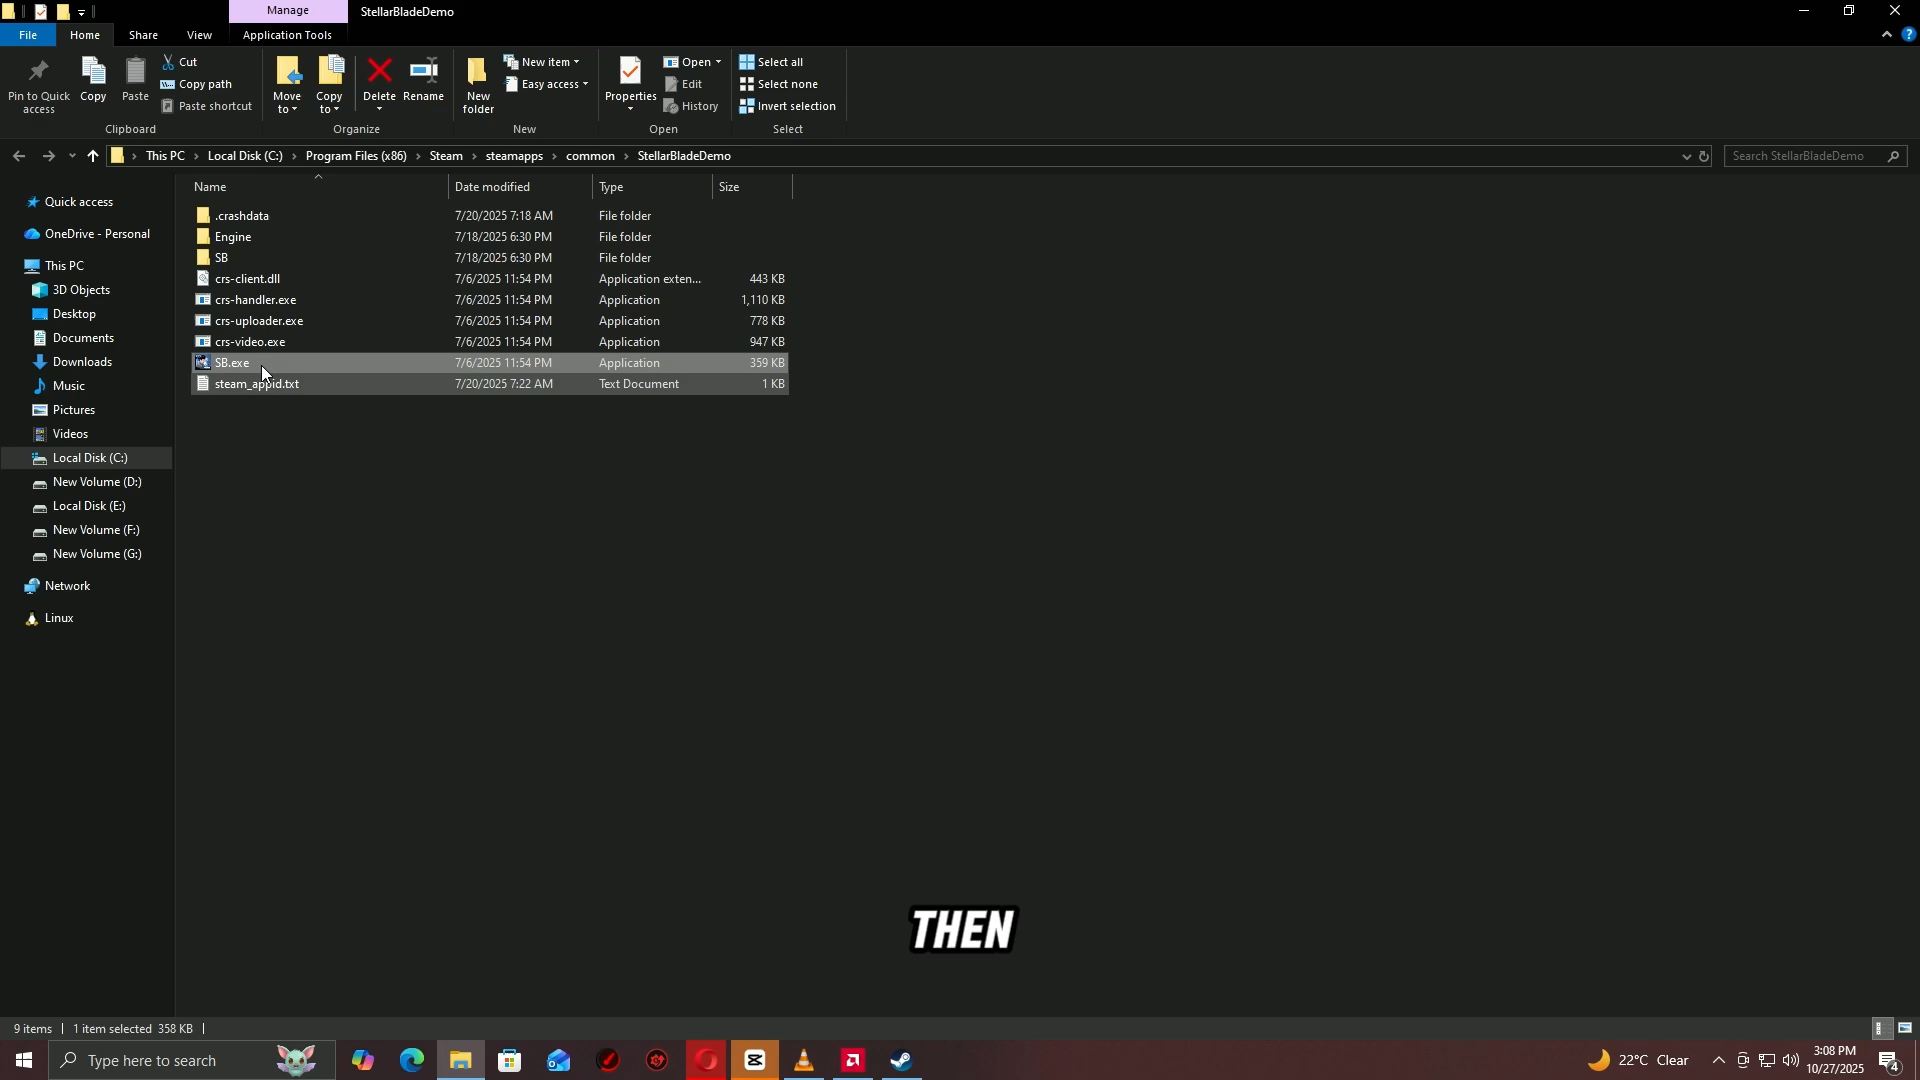 Manage
StellarBladeDemo
File
Home
Share
View
Application Tools
Pin to Quick access
Copy
Paste
Cut
Copy path
Paste shortcut
Clipboard
Move to
Copy to
Delete
Rename
Organize
New folder
New item
Easy access
New
Properties
Open
Edit
History
Open
Select all
Select none
Invert selection
Select
This PC > Local Disk (C:) > Program Files (x86) > Steam > steamapps > common > StellarBladeDemo
Search StellarBladeDemo
Name Date modified Type Size
.crashdata 7/20/2025 7:18 AM File folder
Engine 7/18/2025 6:30 PM File folder
SB 7/18/2025 6:30 PM File folder
crs-client.dll 7/6/2025 11:54 PM Application exten... 443 KB
crs-handler.exe 7/6/2025 11:54 PM Application 1,110 KB
crs-uploader.exe 7/6/2025 11:54 PM Application 778 KB
crs-video.exe 7/6/2025 11:54 PM Application 947 KB
SB.exe 7/6/2025 11:54 PM Application 359 KB
steam_appid.txt 7/20/2025 7:22 AM Text Document 1 KB
Quick access
OneDrive - Personal
This PC
3D Objects
Desktop
Documents
Downloads
Music
Pictures
Videos
Local Disk (C:)
New Volume (D:)
Local Disk (E:)
New Volume (F:)
New Volume (G:)
Network
Linux
THEN
9 items | 1 item selected 358 KB |
Type here to search
22°C Clear
3:08 PM
10/27/2025
4